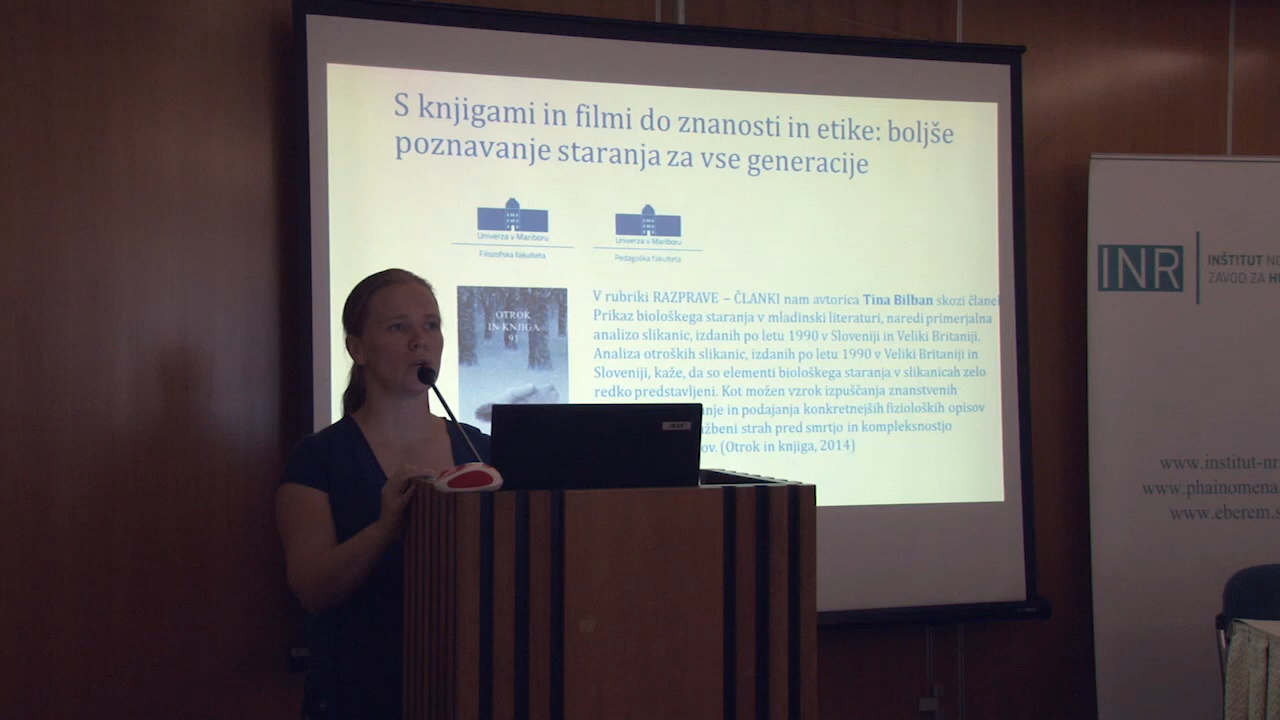 S knjigami in filmi do znanosti in etike: boljše
poznavanje staranja za vse generacije
Univerza v Mariboru
Filozofska fakulteta
Univerza v Mariboru
Pedagoška fakulteta
OTROK
IN KNJIGA
91
V rubriki RAZPRAVE – ČLANKI nam avtorica Tina Bilban skozi članek
Prikaz biološkega staranja v mladinski literaturi, naredi primerjalna
analizo slikanic, izdanih po letu 1990 v Sloveniji in Veliki Britaniji.
Analiza otroških slikanic, izdanih po letu 1990 v Veliki Britaniji in
Sloveniji, kaže, da so elementi biološkega staranja v slikanicah zelo
redko predstavljeni. Kot možen vzrok izpuščanja znanstvenih
anje in podajanja konkretnejših fizioloških opisov
žbeni strah pred smrtjo in kompleksnostjo
ov. (Otrok in knjiga, 2014)
acer
INR
INŠTITUT NO
ZAVOD ZA H
www.institut-nr
www.phainomena.
www.eberem.s